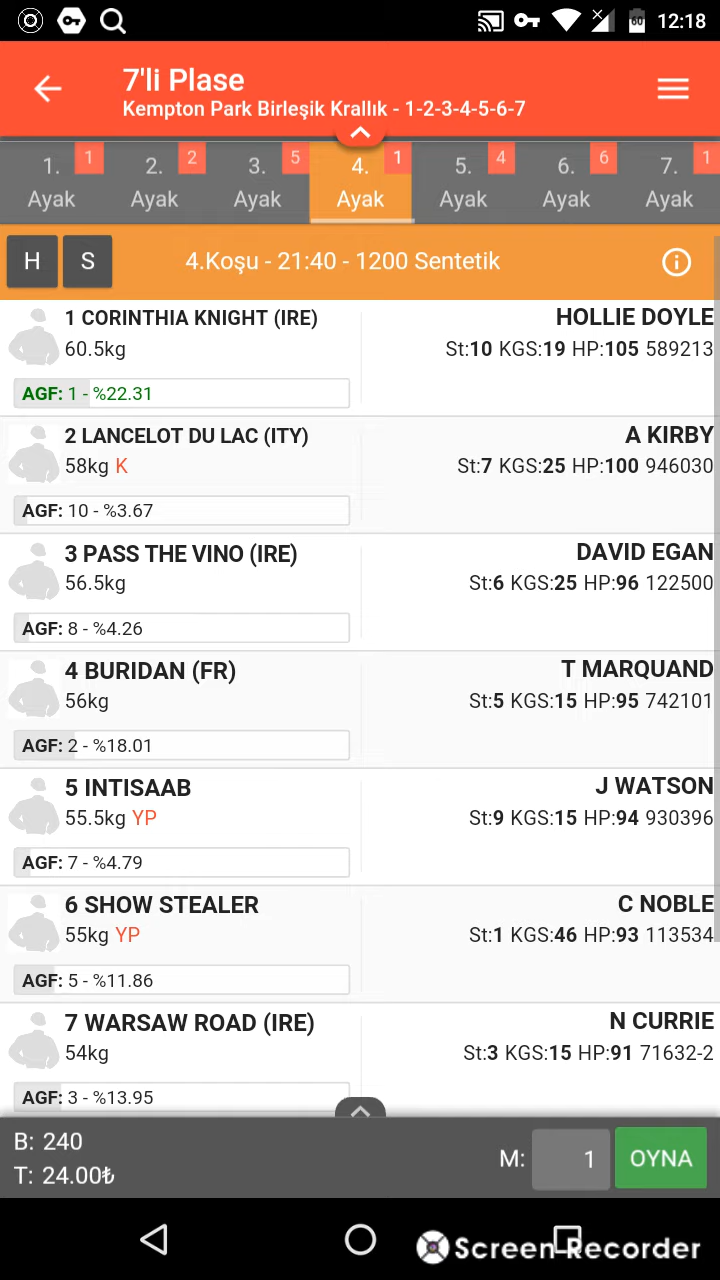 60 12:18
7'li Plase
Kempton Park Birleşik Krallık - 1-2-3-4-5-6-7
1. Ayak 1
2. Ayak 2
3. Ayak 5
4. Ayak 1
5. Ayak 4
6. Ayak 6
7. Ayak 1
H S 4.Koşu - 21:40 - 1200 Sentetik
1 CORINTHIA KNIGHT (IRE) HOLLIE DOYLE
60.5kg St:10 KGS:19 HP:105 589213
AGF: 1 - %22.31
2 LANCELOT DU LAC (ITY) A KIRBY
58kg K St:7 KGS:25 HP:100 946030
AGF: 10 - %3.67
3 PASS THE VINO (IRE) DAVID EGAN
56.5kg St:6 KGS:25 HP:96 122500
AGF: 8 - %4.26
4 BURIDAN (FR) T MARQUAND
56kg St:5 KGS:15 HP:95 742101
AGF: 2 - %18.01
5 INTISAAB J WATSON
55.5kg YP St:9 KGS:15 HP:94 930396
AGF: 7 - %4.79
6 SHOW STEALER C NOBLE
55kg YP St:1 KGS:46 HP:93 113534
AGF: 5 - %11.86
7 WARSAW ROAD (IRE) N CURRIE
54kg St:3 KGS:15 HP:91 71632-2
AGF: 3 - %13.95
B: 240
T: 24.00₺
M: 1 OYNA
Screen Recorder